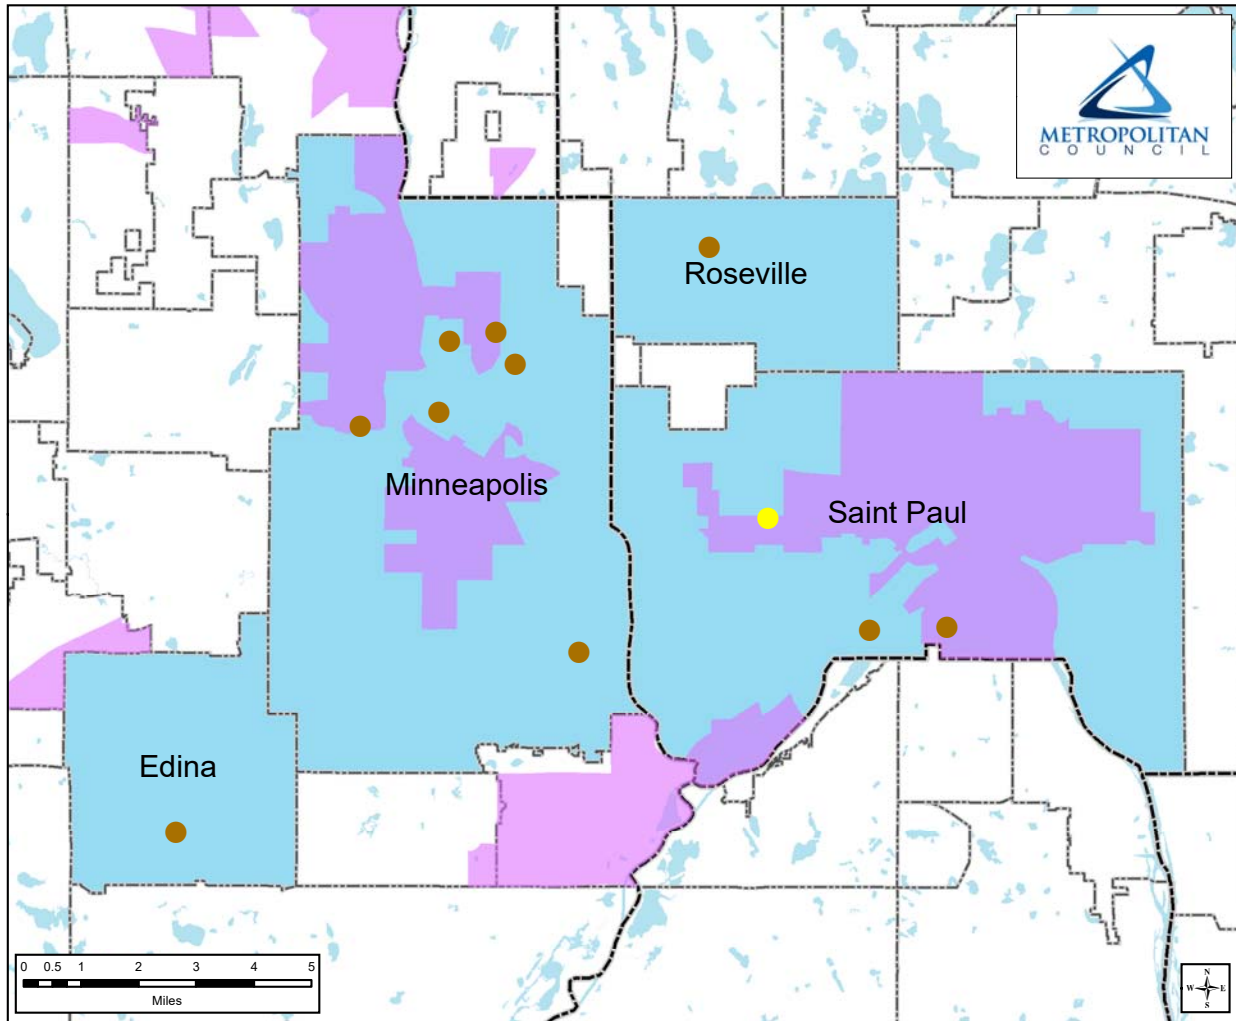 METROPOLITAN
COUNCIL
Roseville
Minneapolis
Saint Paul
Edina
0 0.5 1 2 3 4 5
Miles
N
W E
S